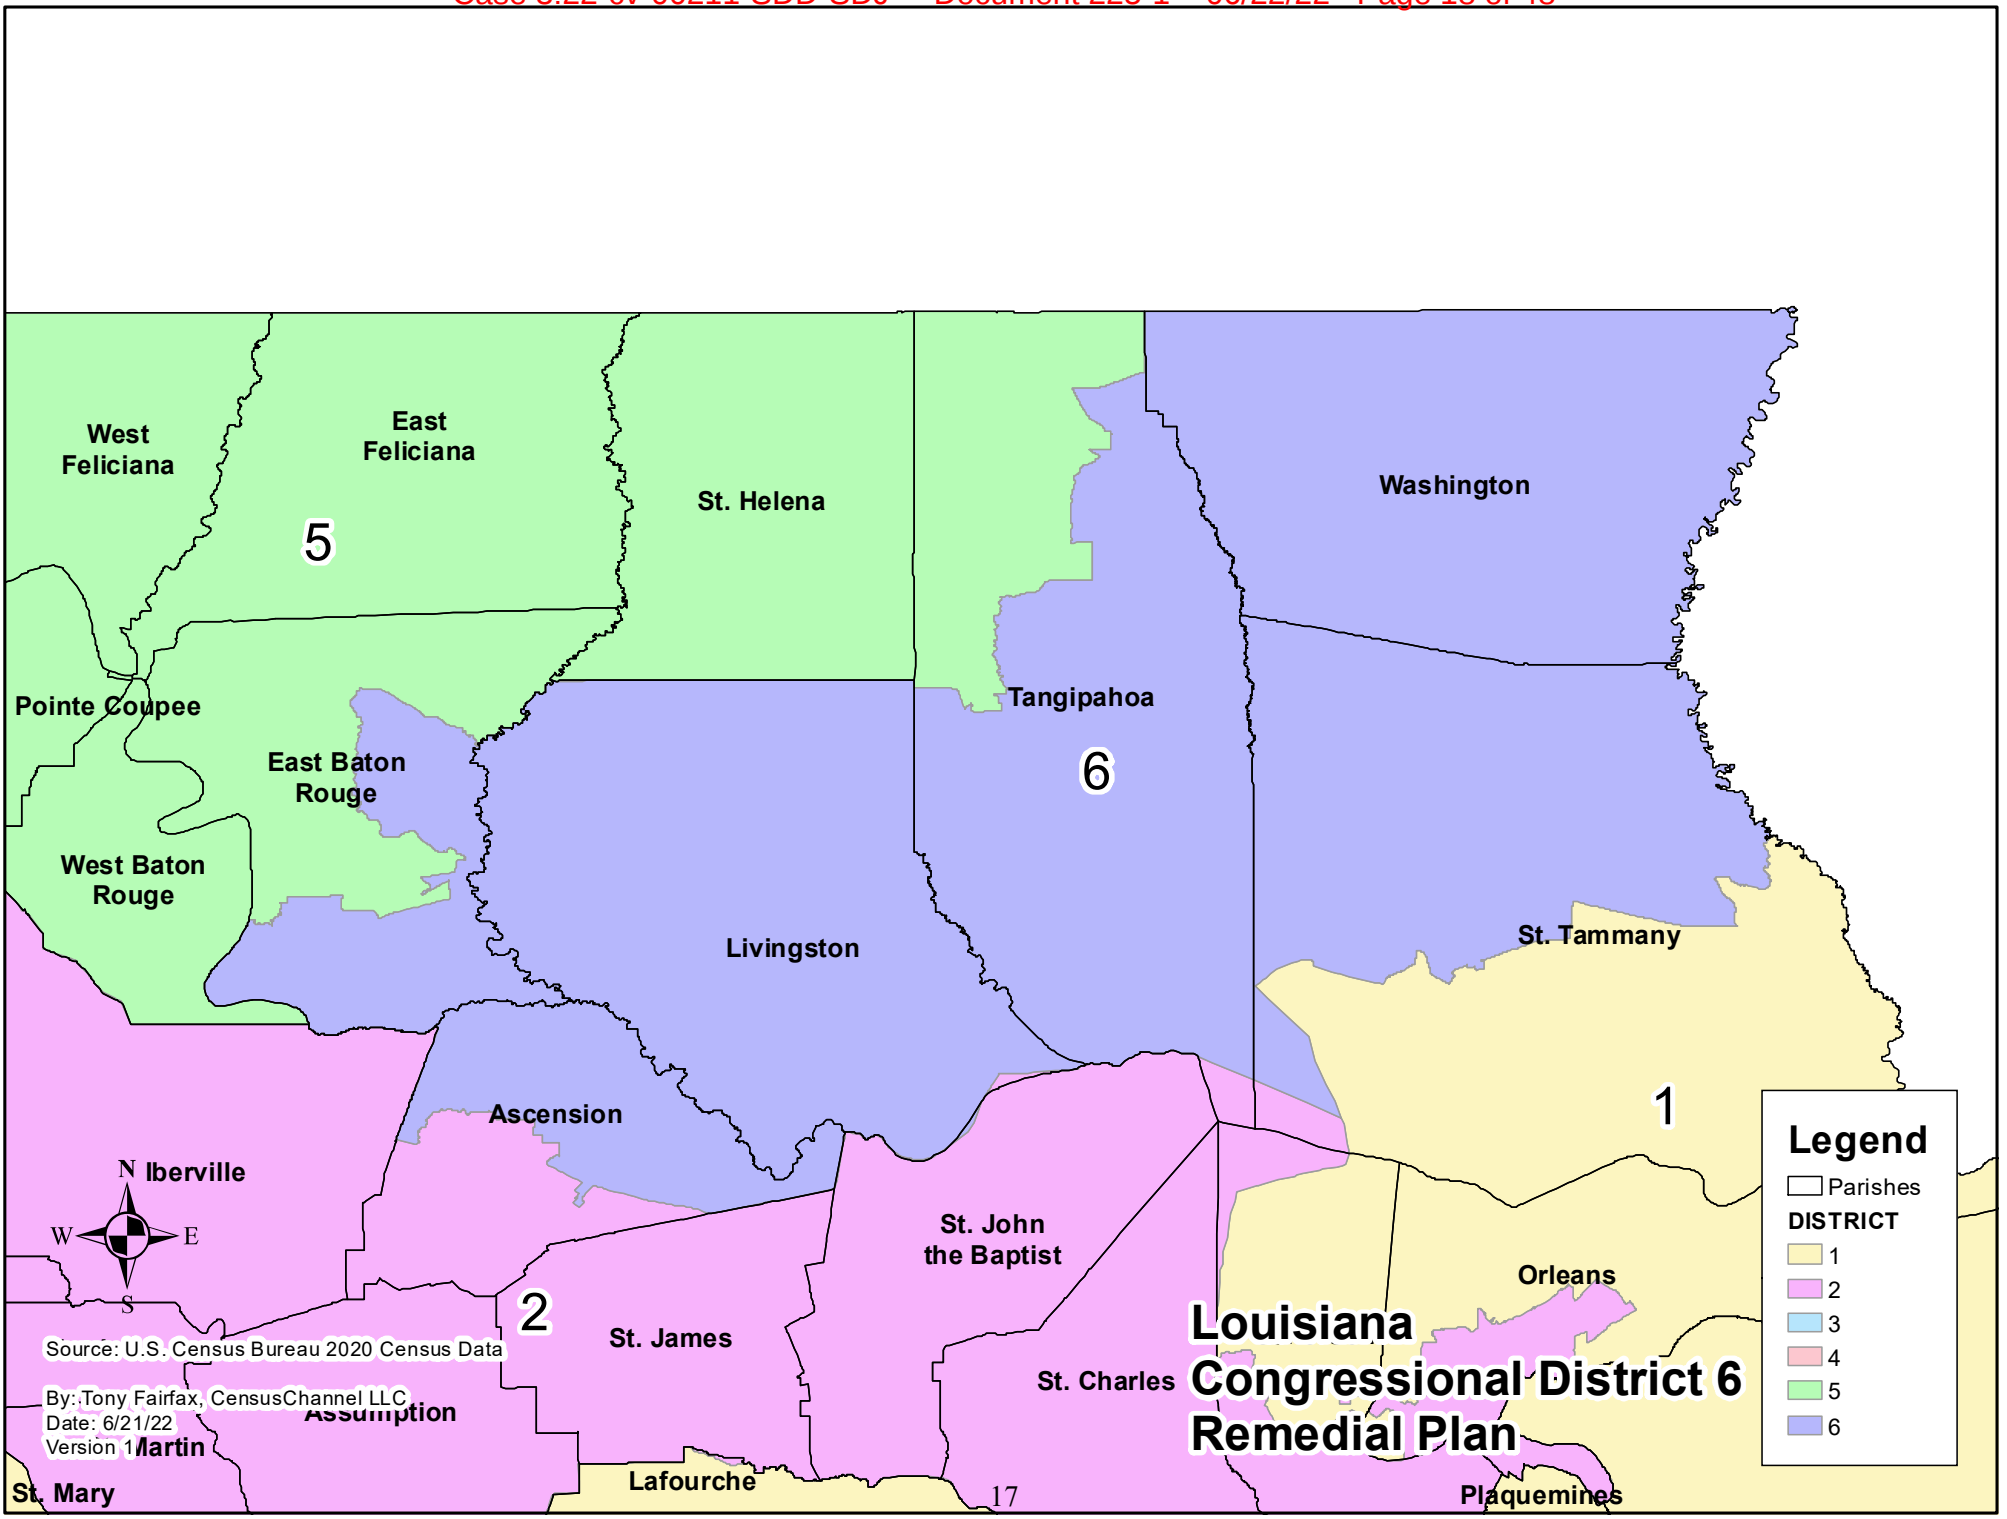 West
Feliciana
East
Feliciana
St. Helena
Washington
5
Pointe Coupee
Tangipahoa
East Baton
Rouge
6
West Baton
Rouge
Livingston
St. Tammany
Ascension
1
N
Iberville
W
E
S
St. John
the Baptist
Orleans
2
St. James
St. Charles
Louisiana
Congressional District 6
Remedial Plan
Source: U.S. Census Bureau 2020 Census Data
By: Tony Fairfax, CensusChannel LLC
Date: 6/21/22
Version 1
Assumption
Martin
St. Mary
Lafourche
17
Plaquemines
Legend
Parishes
DISTRICT
1
2
3
4
5
6